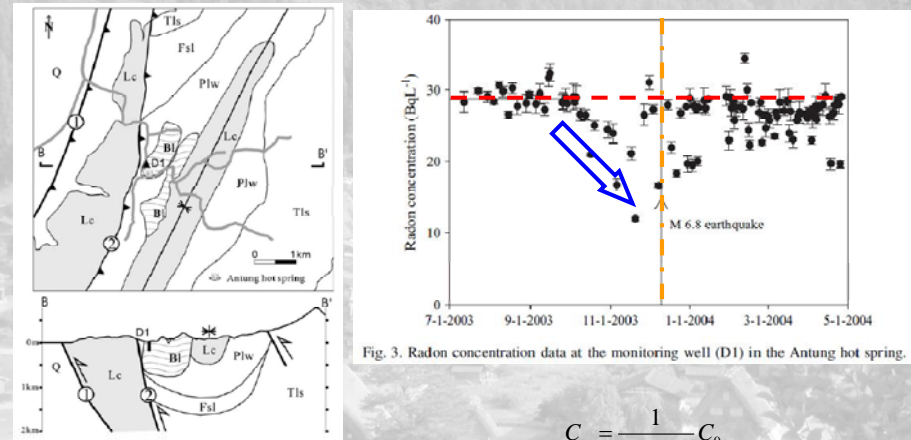 N
Tls
Fsl
Q
Lc
Plw
①
Lc
Bl
D1
B
B'
Bl
Plw
Lc
Tls
②
0 1km
Antung hot spring
B
B'
D1
0m
Q
Bl
Lc
Plw
Lc
1km
①
②
Tls
Fsl
2km
40
30
20
10
0
Radon concentration (BqL⁻¹)
M 6.8 earthquake
7-1-2003 9-1-2003 11-1-2003 1-1-2004 3-1-2004 5-1-2004
Fig. 3. Radon concentration data at the monitoring well (D1) in the Antung hot spring.
1
C = C₀